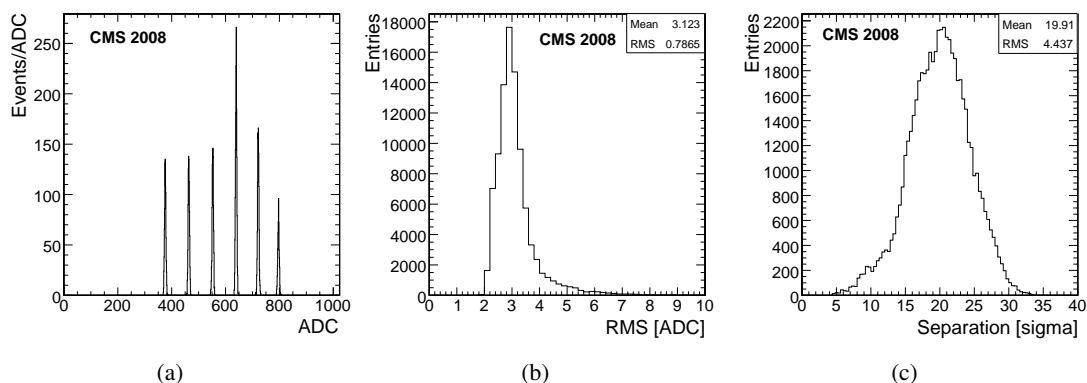 CMS 2008
Events/ADC
250
200
150
100
50
0
0 200 400 600 800 1000
ADC
(a)
CMS 2008
Mean 3.123
RMS 0.7865
Entries
18000
16000
14000
12000
10000
8000
6000
4000
2000
0
0 1 2 3 4 5 6 7 8 9 10
RMS [ADC]
(b)
CMS 2008
Mean 19.91
RMS 4.437
Entries
2200
2000
1800
1600
1400
1200
1000
800
600
400
200
0
0 5 10 15 20 25 30 35 40
Separation [sigma]
(c)